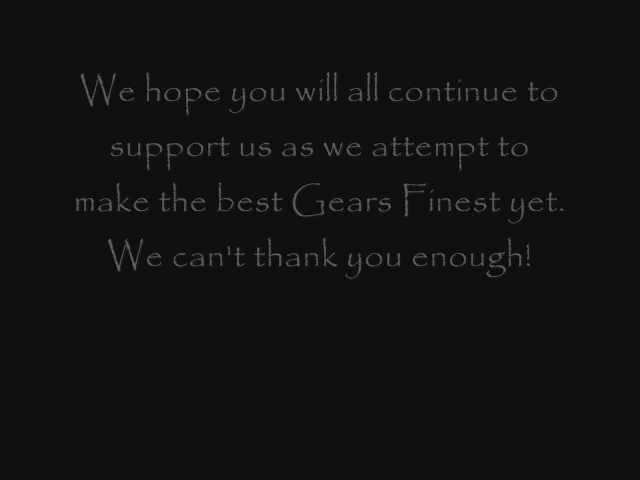 We hope you will all continue to
support us as we attempt to
make the best Gears Finest yet.
We can't thank you enough!